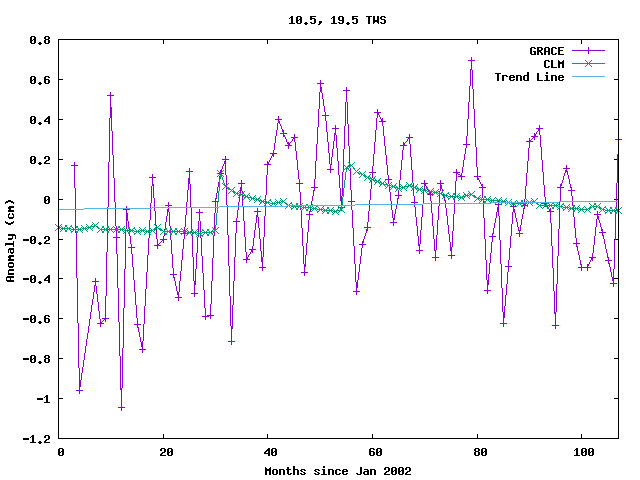 10.5, 19.5 TWS
GRACE
CLM
Trend Line
0.8
0.6
0.4
0.2
0
-0.2
-0.4
-0.6
-0.8
-1
-1.2
Anomaly (cm)
0 20 40 60 80 100
Months since Jan 2002